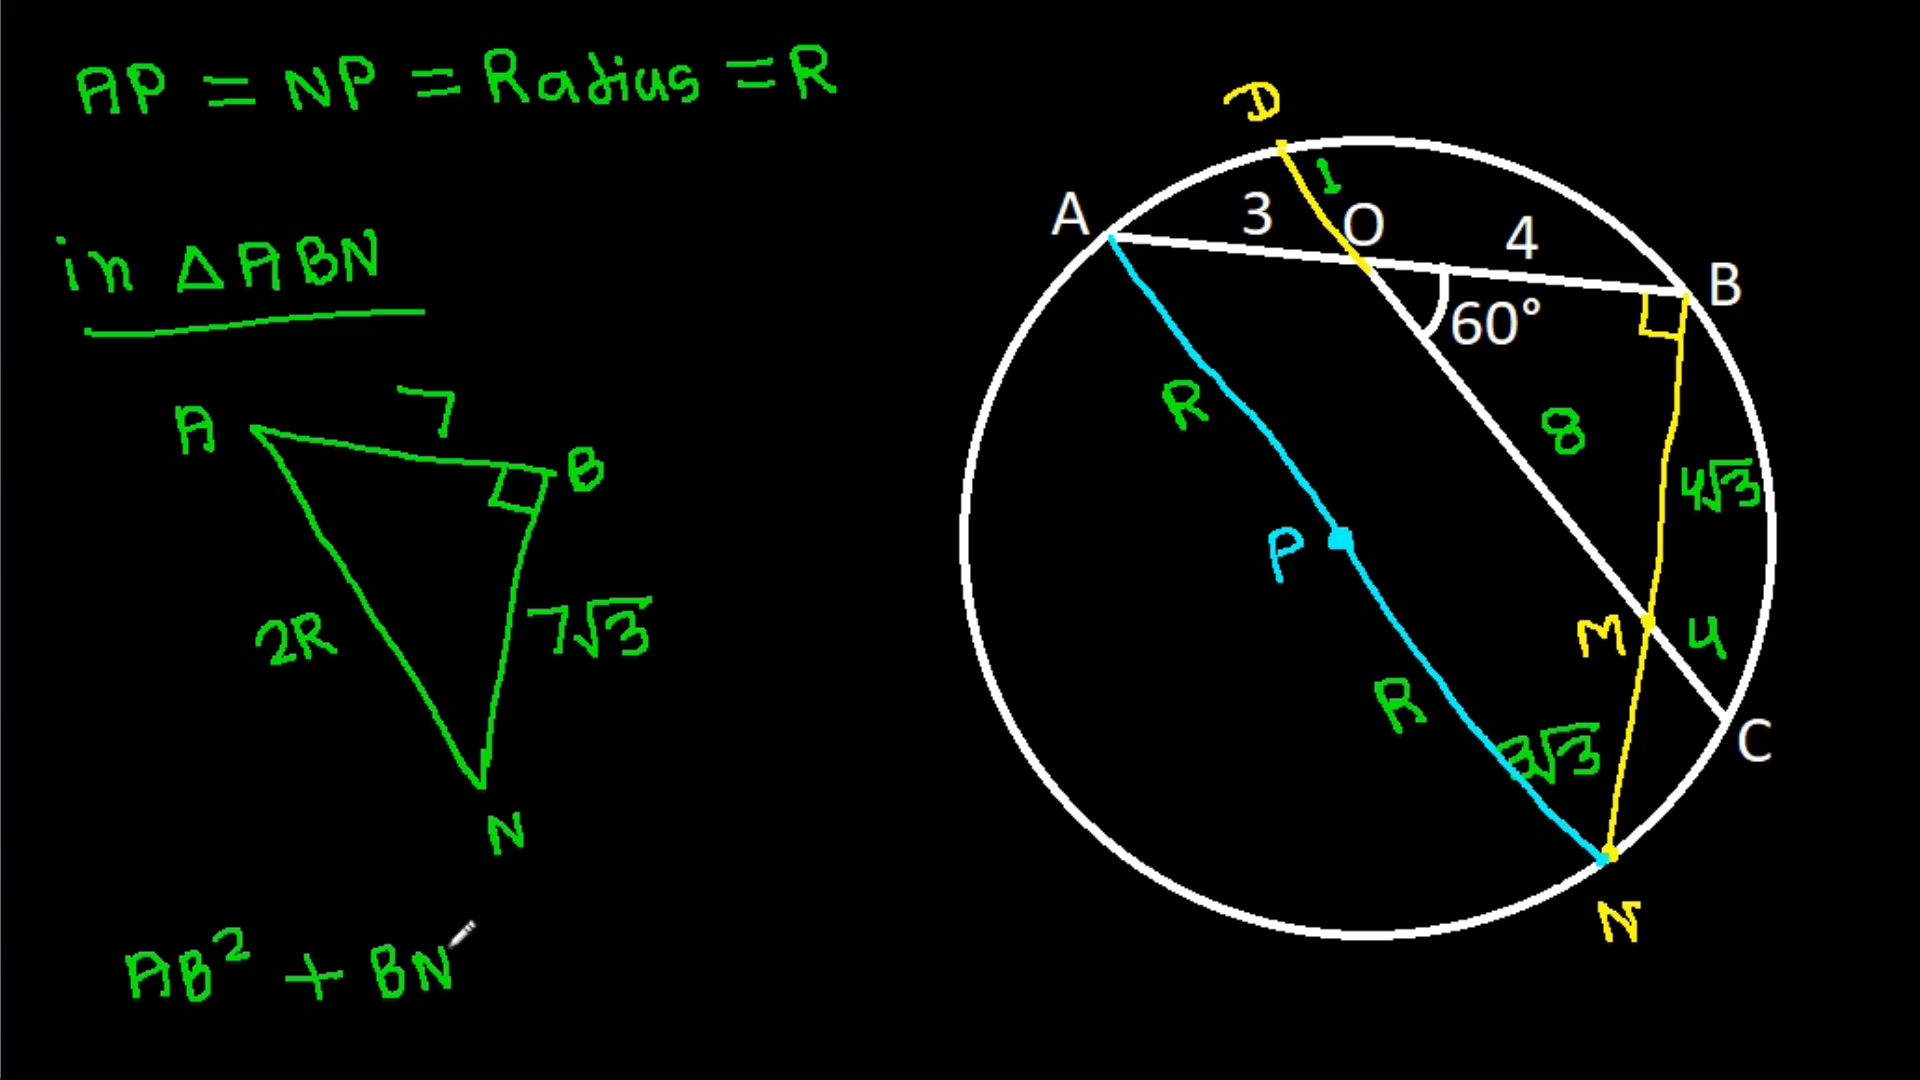 AP = NP = Radius = R
in △ABN
A
7
B
2R
7√3
N
AB² + BN
D
1
A
3
O
4
B
60°
R
8
4√3
P
M
4
R
3√3
C
N